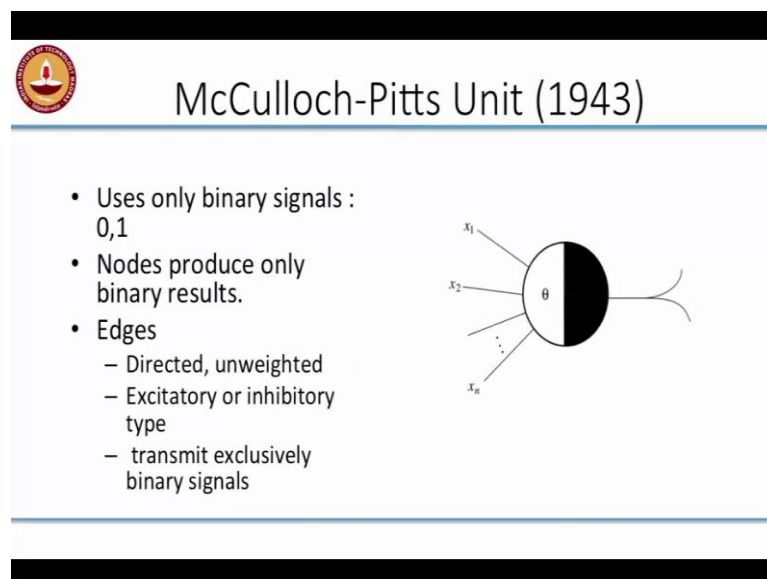 McCulloch-Pitts Unit (1943)
• Uses only binary signals :
0,1
• Nodes produce only
binary results.
• Edges
– Directed, unweighted
– Excitatory or inhibitory
type
– transmit exclusively
binary signals
x1
x2
θ
xn